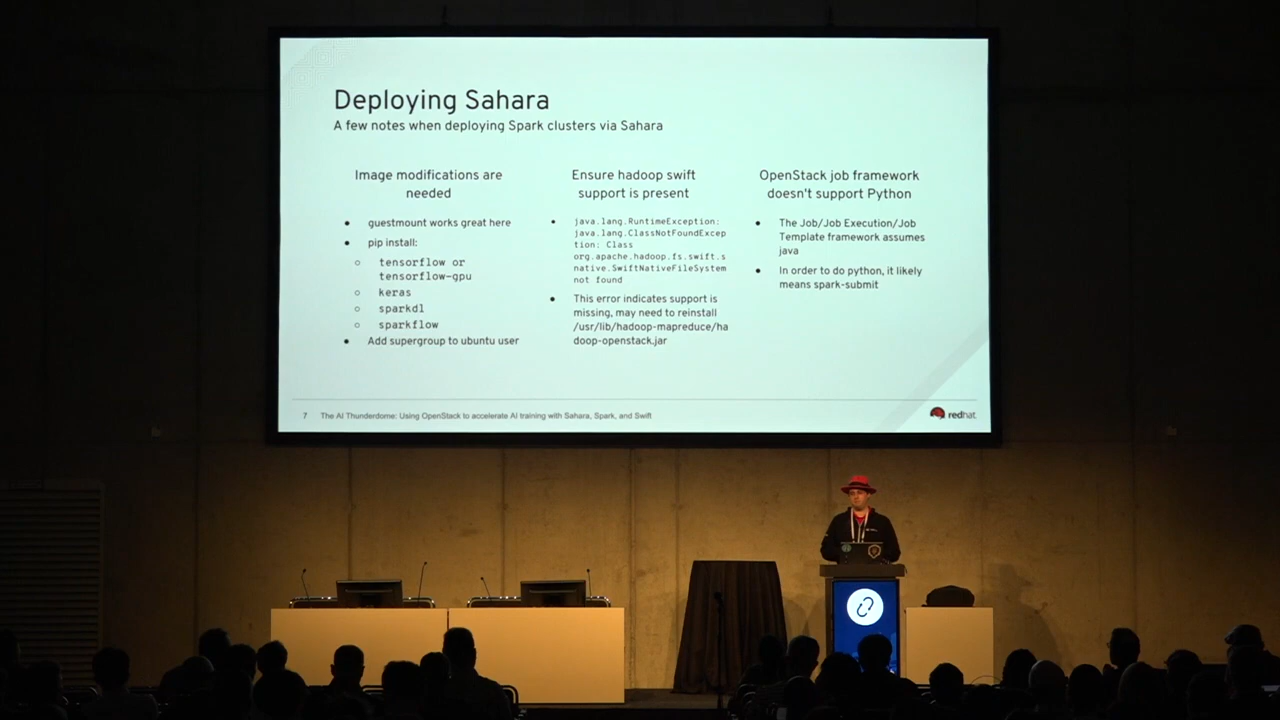 Deploying Sahara
A few notes when deploying Spark clusters via Sahara
Image modifications are
needed
● guestmount works great here
● pip install:
○ tensorflow or
tensorflow-gpu
○ keras
○ sparkdl
○ sparkflow
● Add supergroup to ubuntu user
Ensure hadoop swift
support is present
● java.lang.RuntimeException:
java.lang.ClassNotFoundExcep
tion: Class
org.apache.hadoop.fs.swift.s
native.SwiftNativeFileSystem
not found
● This error indicates support is
missing, may need to reinstall
/usr/lib/hadoop-mapreduce/ha
doop-openstack.jar
OpenStack job framework
doesn't support Python
● The Job/Job Execution/Job
Template framework assumes
java
● In order to do python, it likely
means spark-submit
7 The AI Thunderdome: Using OpenStack to accelerate AI training with Sahara, Spark, and Swift
redhat